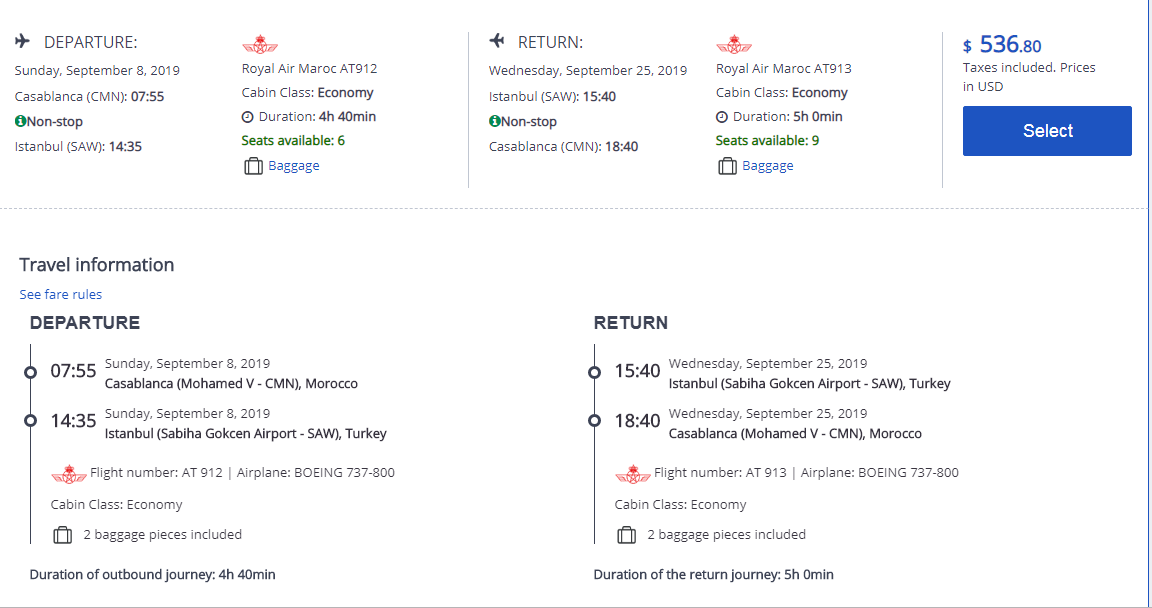 DEPARTURE:
Sunday, September 8, 2019
Casablanca (CMN): 07:55
Non-stop
Istanbul (SAW): 14:35
Royal Air Maroc AT912
Cabin Class: Economy
Duration: 4h 40min
Seats available: 6
Baggage
RETURN:
Wednesday, September 25, 2019
Istanbul (SAW): 15:40
Non-stop
Casablanca (CMN): 18:40
Royal Air Maroc AT913
Cabin Class: Economy
Duration: 5h 0min
Seats available: 9
Baggage
$ 536.80
Taxes included. Prices
in USD
Select
Travel information
See fare rules
DEPARTURE
07:55 Sunday, September 8, 2019
Casablanca (Mohamed V - CMN), Morocco
14:35 Sunday, September 8, 2019
Istanbul (Sabiha Gokcen Airport - SAW), Turkey
Flight number: AT 912 | Airplane: BOEING 737-800
Cabin Class: Economy
2 baggage pieces included
Duration of outbound journey: 4h 40min
RETURN
15:40 Wednesday, September 25, 2019
Istanbul (Sabiha Gokcen Airport - SAW), Turkey
18:40 Wednesday, September 25, 2019
Casablanca (Mohamed V - CMN), Morocco
Flight number: AT 913 | Airplane: BOEING 737-800
Cabin Class: Economy
2 baggage pieces included
Duration of the return journey: 5h 0min